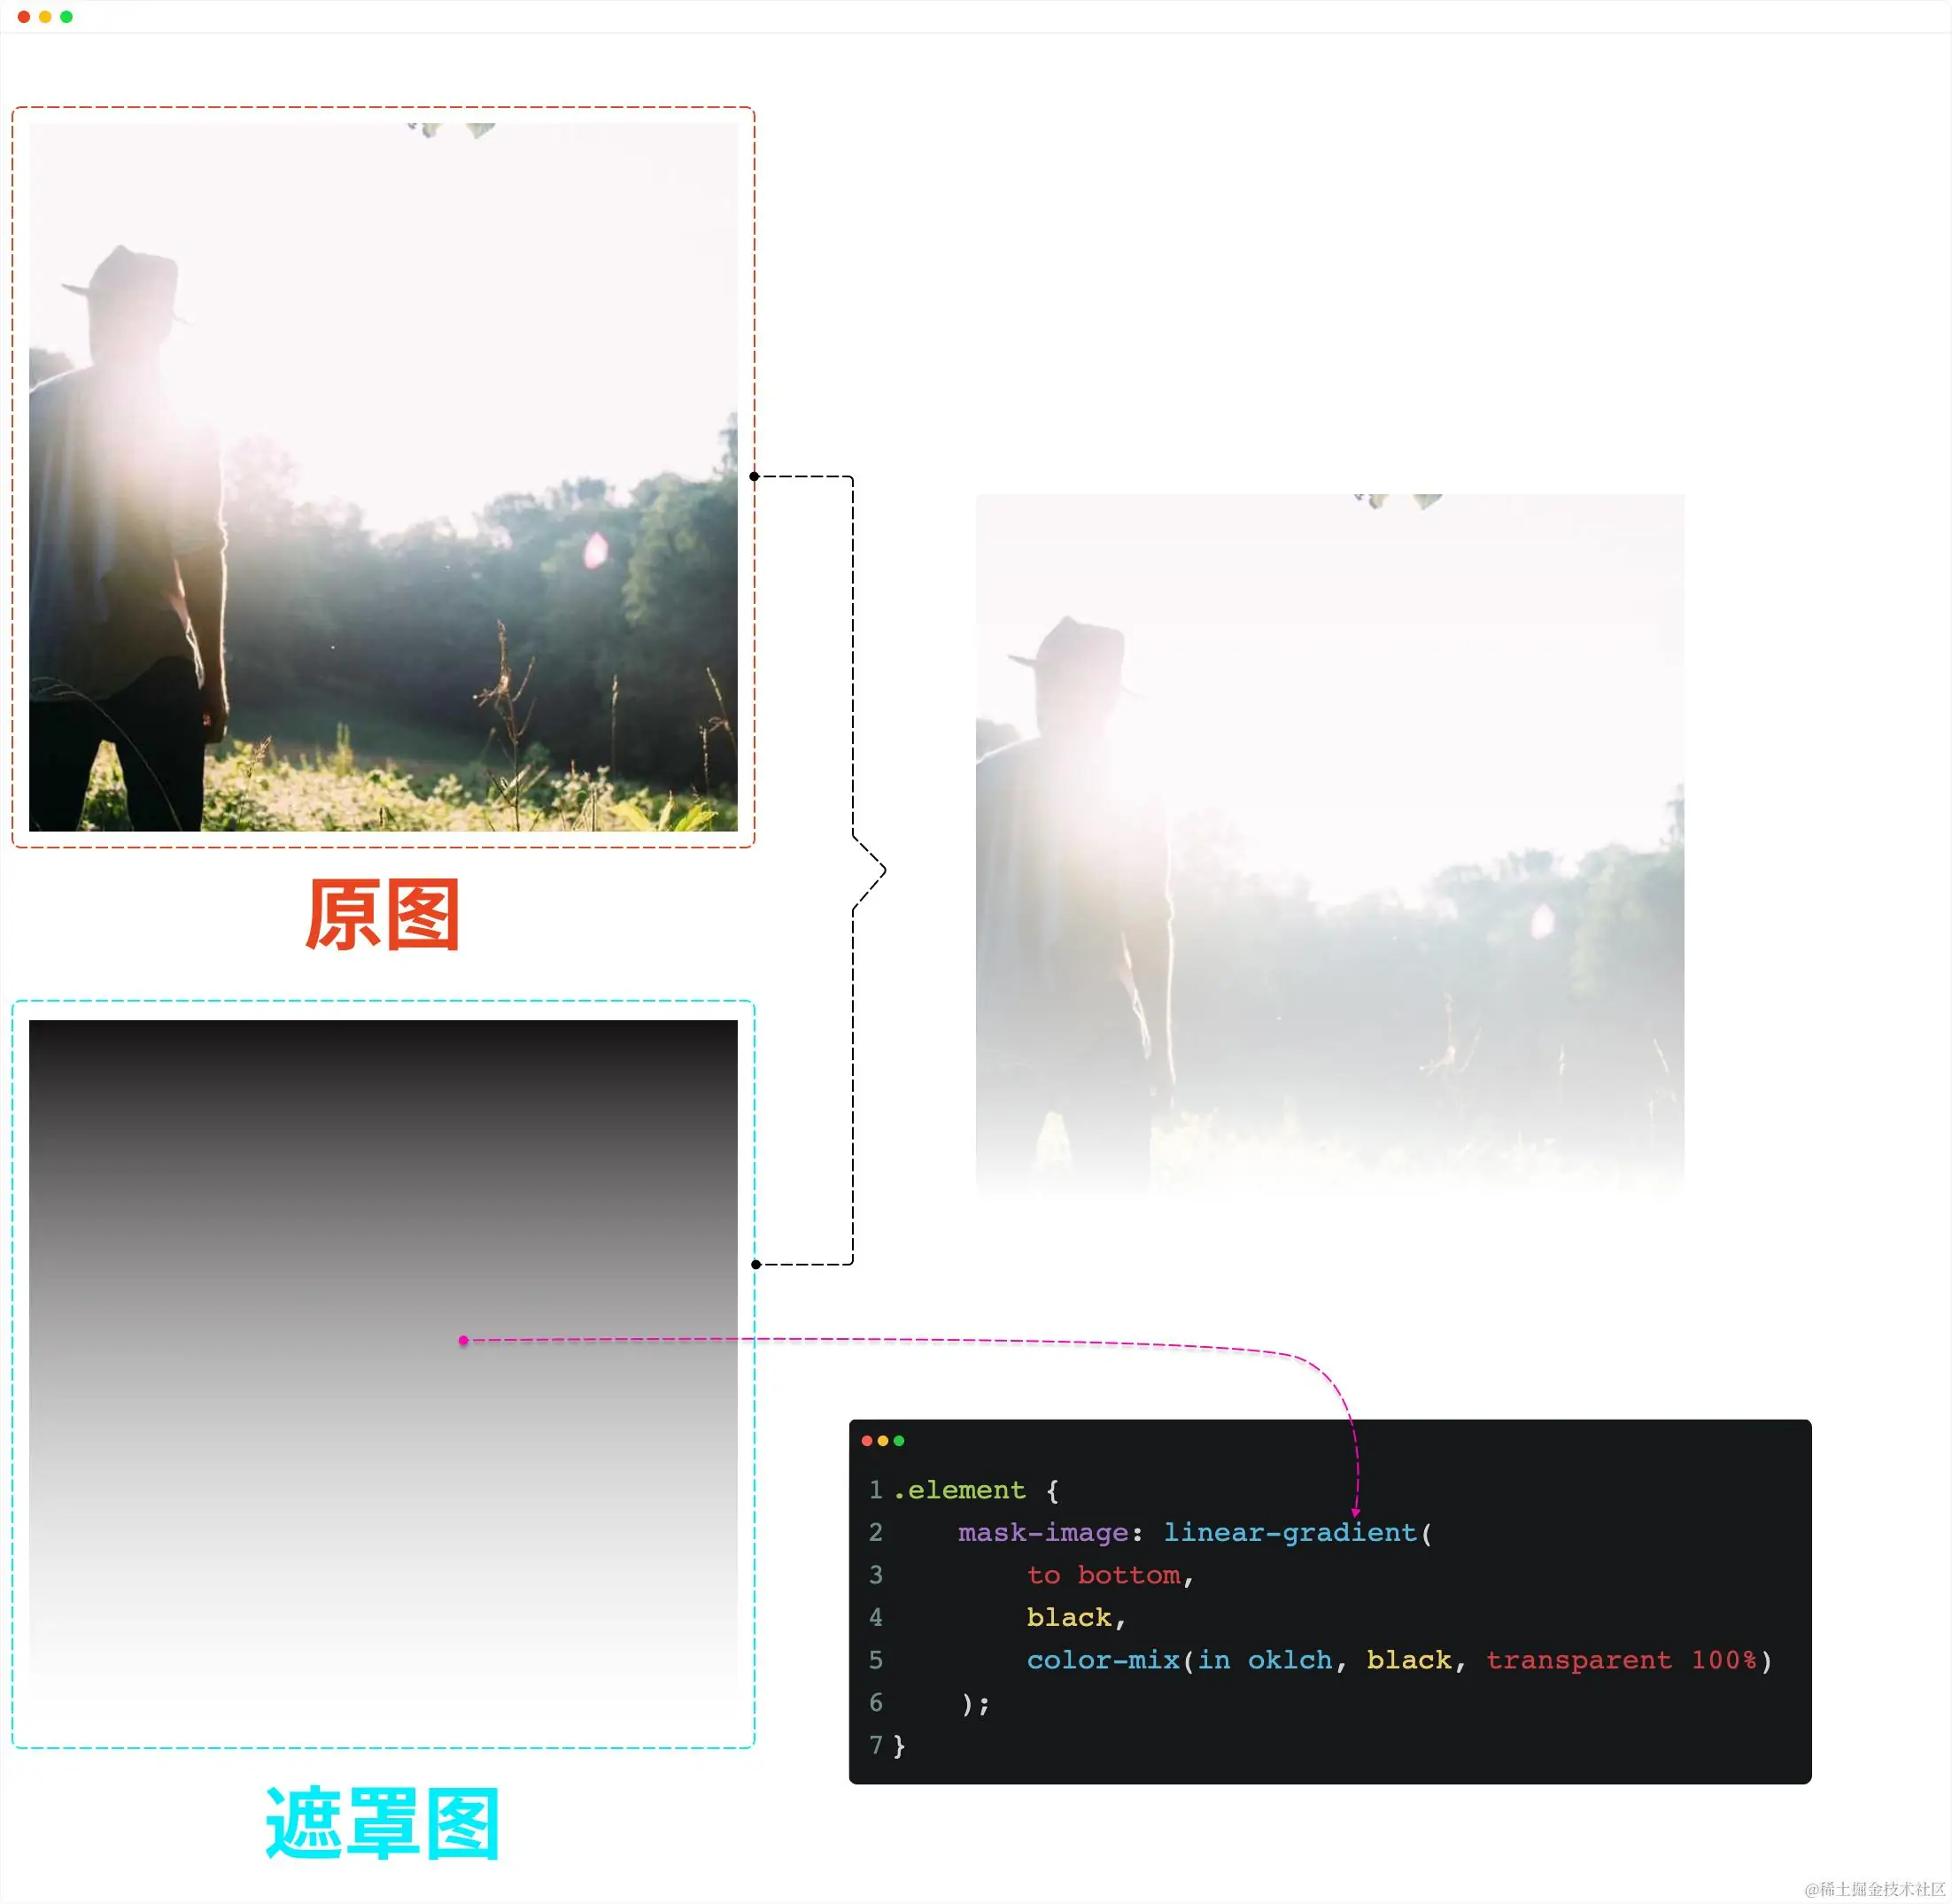 原图
遮罩图
1 .element {
2     mask-image: linear-gradient(
3         to bottom,
4         black,
5         color-mix(in oklch, black, transparent 100%)
6     );
7 }
@稀土掘金技术社区